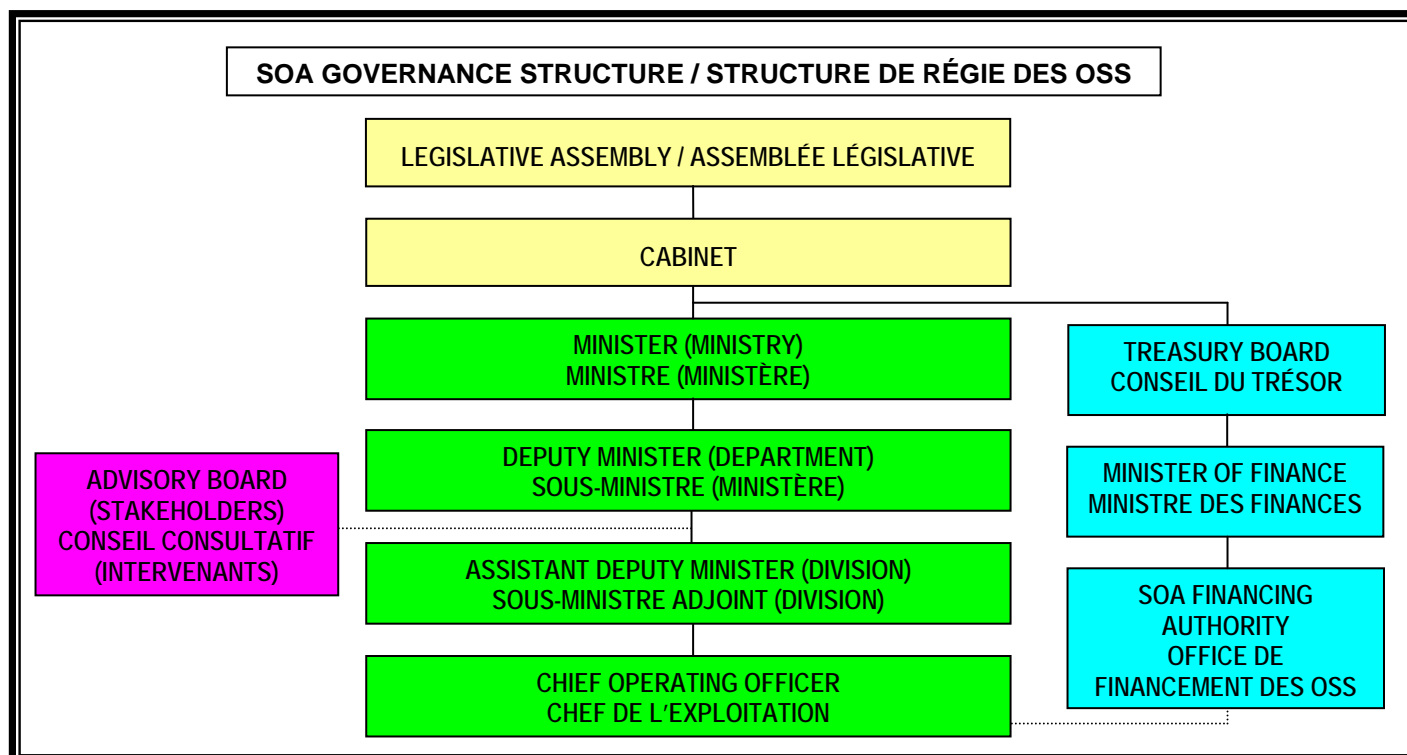 SOA GOVERNANCE STRUCTURE / STRUCTURE DE RÉGIE DES OSS
LEGISLATIVE ASSEMBLY / ASSEMBLÉE LÉGISLATIVE
CABINET
MINISTER (MINISTRY)
MINISTRE (MINISTÈRE)
TREASURY BOARD
CONSEIL DU TRÉSOR
DEPUTY MINISTER (DEPARTMENT)
SOUS-MINISTRE (MINISTÈRE)
ADVISORY BOARD
(STAKEHOLDERS)
CONSEIL CONSULTATIF
(INTERVENANTS)
MINISTER OF FINANCE
MINISTRE DES FINANCES
ASSISTANT DEPUTY MINISTER (DIVISION)
SOUS-MINISTRE ADJOINT (DIVISION)
SOA FINANCING
AUTHORITY
OFFICE DE
FINANCEMENT DES OSS
CHIEF OPERATING OFFICER
CHEF DE L'EXPLOITATION